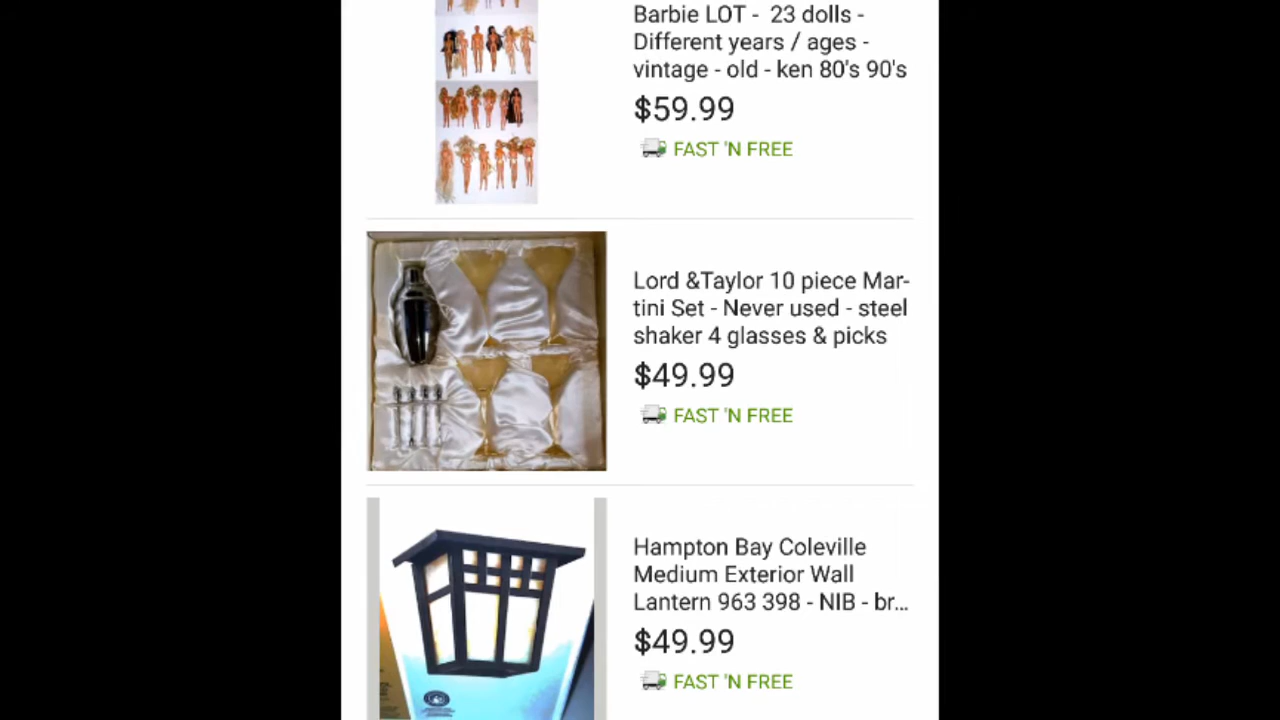 Barbie LOT - 23 dolls -
Different years / ages -
vintage - old - ken 80's 90's
$59.99
FAST 'N FREE
Lord &Taylor 10 piece Mar-
tini Set - Never used - steel
shaker 4 glasses & picks
$49.99
FAST 'N FREE
Hampton Bay Coleville
Medium Exterior Wall
Lantern 963 398 - NIB - br...
$49.99
FAST 'N FREE